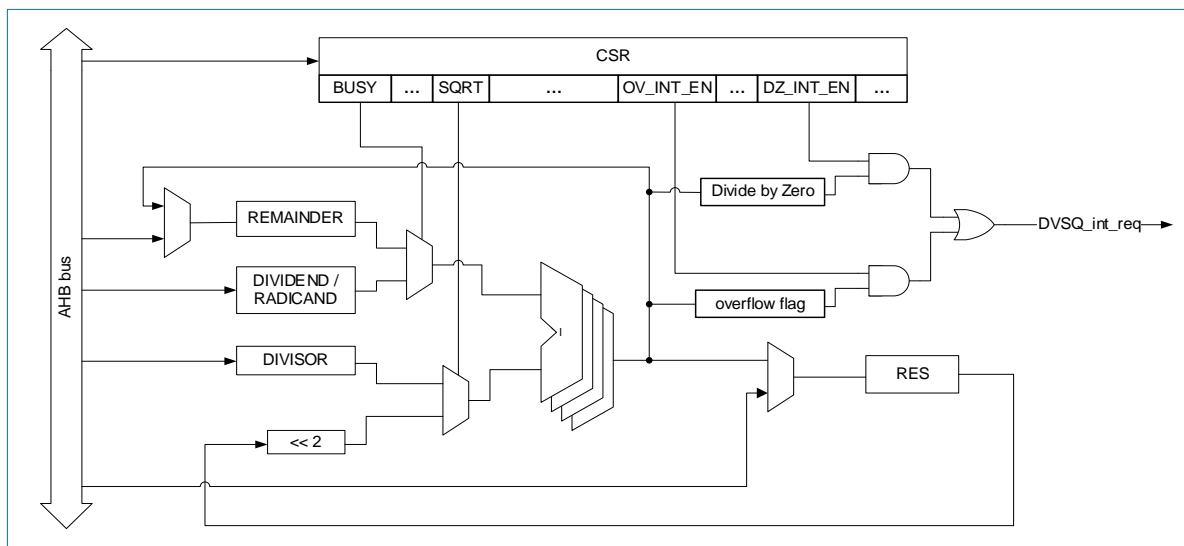 CSR
BUSY ... SQRT ... OV_INT_EN ... DZ_INT_EN ...
AHB bus
Divide by Zero
REMAINDER
DVSQ_int_req
DIVIDEND /
RADICAND
overflow flag
I
DIVISOR
RES
<< 2